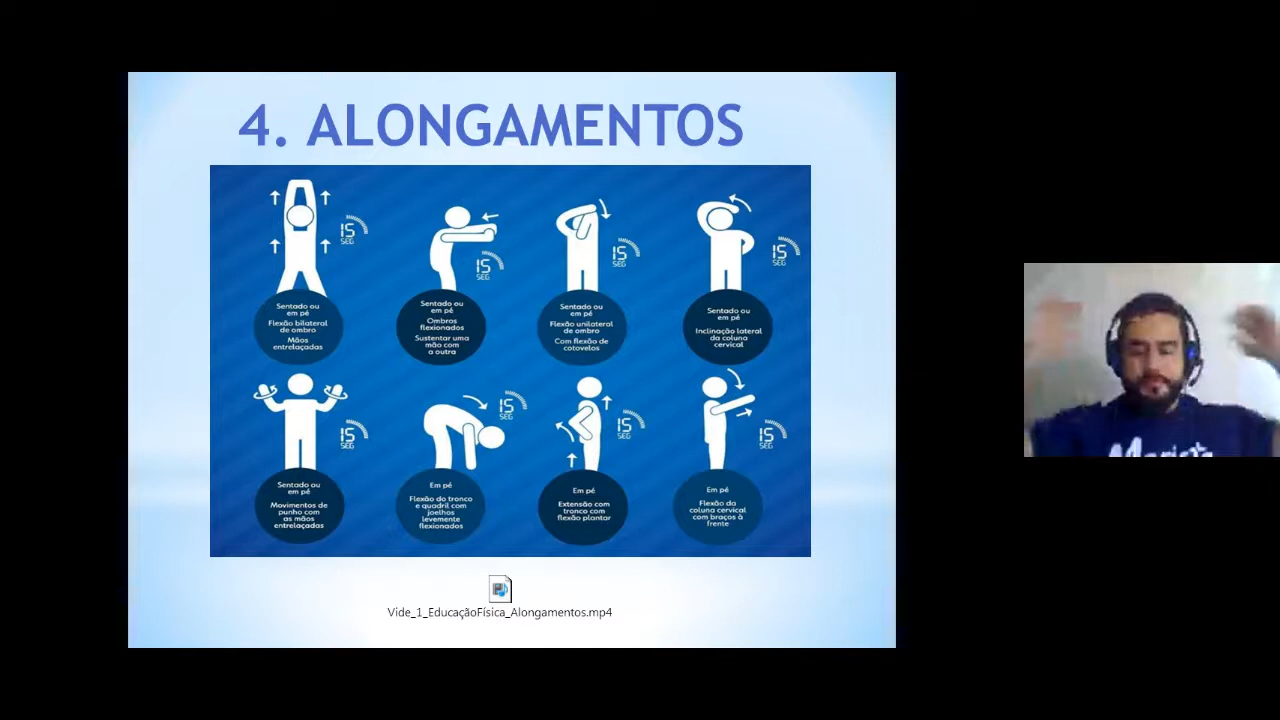 4. ALONGAMENTOS
15
SEG
15
SEG
15
SEG
15
SEG
Sentado ou
em pé
Flexão bilateral
de ombro
Mãos
entrelaçadas
Sentado ou
em pé
Ombros
flexionados
Sustentar uma
mão com
a outra
Sentado ou
em pé
Flexão unilateral
de ombro
Com flexão de
cotovelos
Sentado ou
em pé
Inclinação lateral
da coluna
cervical
15
SEG
15
SEG
15
SEG
15
SEG
Sentado ou
em pé
Movimentos de
punho com
as mãos
entrelaçadas
Em pé
Flexão do tronco
e quadril com
joelhos
levemente
flexionados
Em pé
Extensão com
tronco com
flexão plantar
Em pé
Flexão da
coluna cervical
com braços à
frente
Vide_1_EducaçãoFísica_Alongamentos.mp4